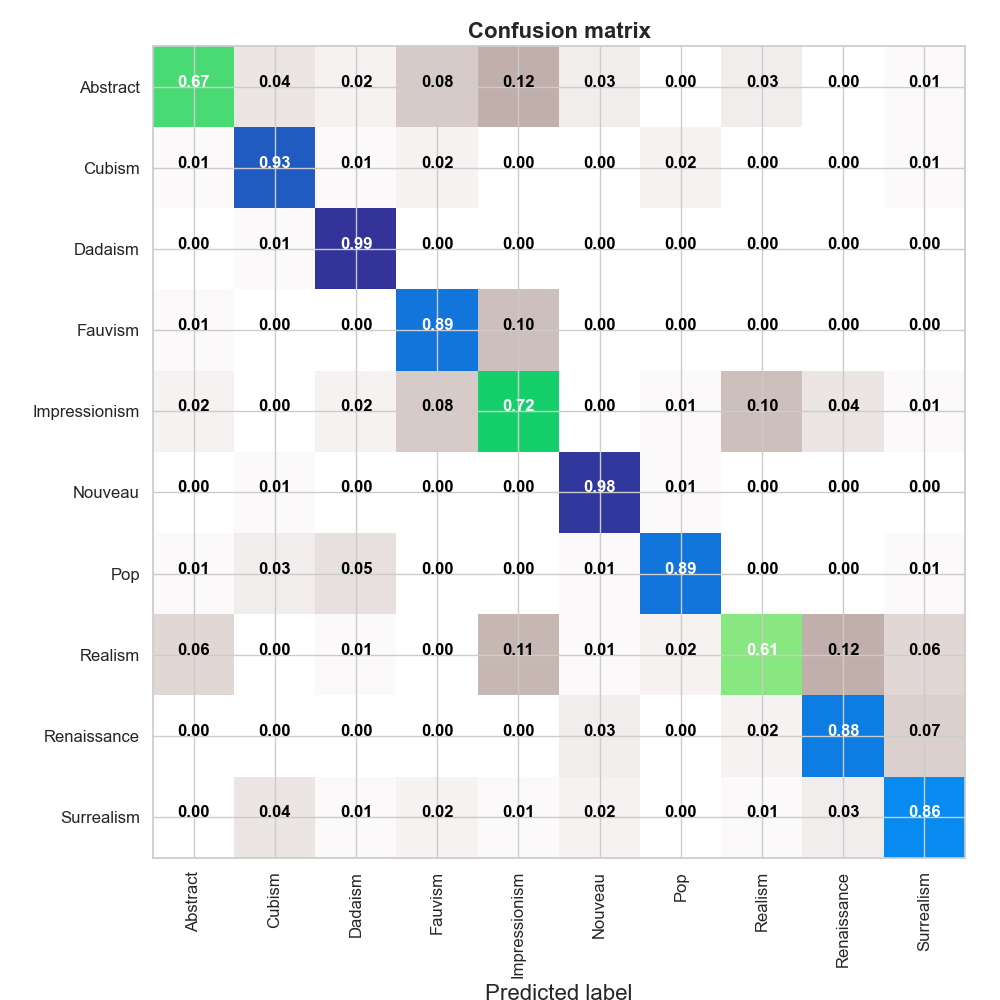 Confusion matrix
Abstract 0.67 0.04 0.02 0.08 0.12 0.03 0.00 0.03 0.00 0.01
Cubism 0.01 0.93 0.01 0.02 0.00 0.00 0.02 0.00 0.00 0.01
Dadaism 0.00 0.01 0.99 0.00 0.00 0.00 0.00 0.00 0.00 0.00
Fauvism 0.01 0.00 0.00 0.89 0.10 0.00 0.00 0.00 0.00 0.00
Impressionism 0.02 0.00 0.02 0.08 0.72 0.00 0.01 0.10 0.04 0.01
Nouveau 0.00 0.01 0.00 0.00 0.00 0.98 0.01 0.00 0.00 0.00
Pop 0.01 0.03 0.05 0.00 0.00 0.01 0.89 0.00 0.00 0.01
Realism 0.06 0.00 0.01 0.00 0.11 0.01 0.02 0.61 0.12 0.06
Renaissance 0.00 0.00 0.00 0.00 0.00 0.03 0.00 0.02 0.88 0.07
Surrealism 0.00 0.04 0.01 0.02 0.01 0.02 0.00 0.01 0.03 0.86
Abstract Cubism Dadaism Fauvism Impressionism Nouveau Pop Realism Renaissance Surrealism
Predicted label